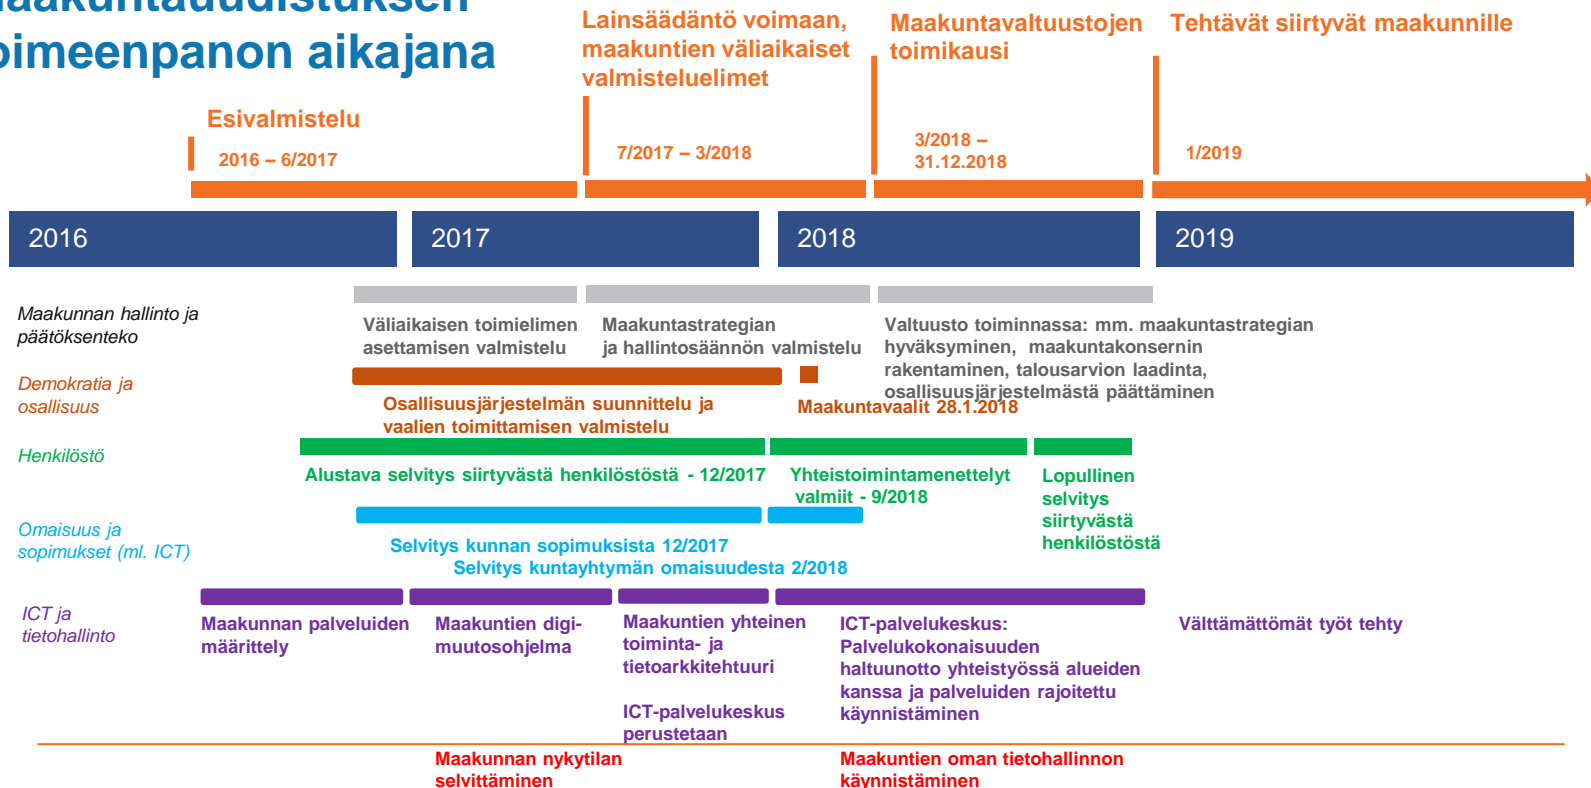 aakuntauudistuksen
oimeenpanon aikajana
Lainsäädäntö voimaan,
maakuntien väliaikaiset
valmisteluelimet
Maakuntavaltuustojen
toimikausi
Tehtävät siirtyvät maakunnille
Esivalmistelu
2016 – 6/2017
7/2017 – 3/2018
3/2018 –
31.12.2018
1/2019
2016
2017
2018
2019
Maakunnan hallinto ja
päätöksenteko
Väliaikaisen toimielimen
asettamisen valmistelu
Maakuntastrategian
ja hallintosäännön valmistelu
Valtuusto toiminnassa: mm. maakuntastrategian
hyväksyminen, maakuntakonsernin
rakentaminen, talousarvion laadinta,
osallisuusjärjestelmästä päättäminen
Demokratia ja
osallisuus
Osallisuusjärjestelmän suunnittelu ja
vaalien toimittamisen valmistelu
Maakuntavaalit 28.1.2018
Henkilöstö
Alustava selvitys siirtyvästä henkilöstöstä - 12/2017
Yhteistoimintamenettelyt
valmiit - 9/2018
Lopullinen
selvitys
siirtyvästä
henkilöstöstä
Omaisuus ja
sopimukset (ml. ICT)
Selvitys kunnan sopimuksista 12/2017
Selvitys kuntayhtymän omaisuudesta 2/2018
ICT ja
tietohallinto
Maakunnan palveluiden
määrittely
Maakuntien digi-
muutosohjelma
Maakuntien yhteinen
toiminta- ja
tietoarkkitehtuuri
ICT-palvelukeskus
perustetaan
ICT-palvelukeskus:
Palvelukokonaisuuden
haltuunotto yhteistyössä alueiden
kanssa ja palveluiden rajoitettu
käynnistäminen
Välttämättömät työt tehty
Maakunnan nykytilan
selvittäminen
Maakuntien oman tietohallinnon
käynnistäminen